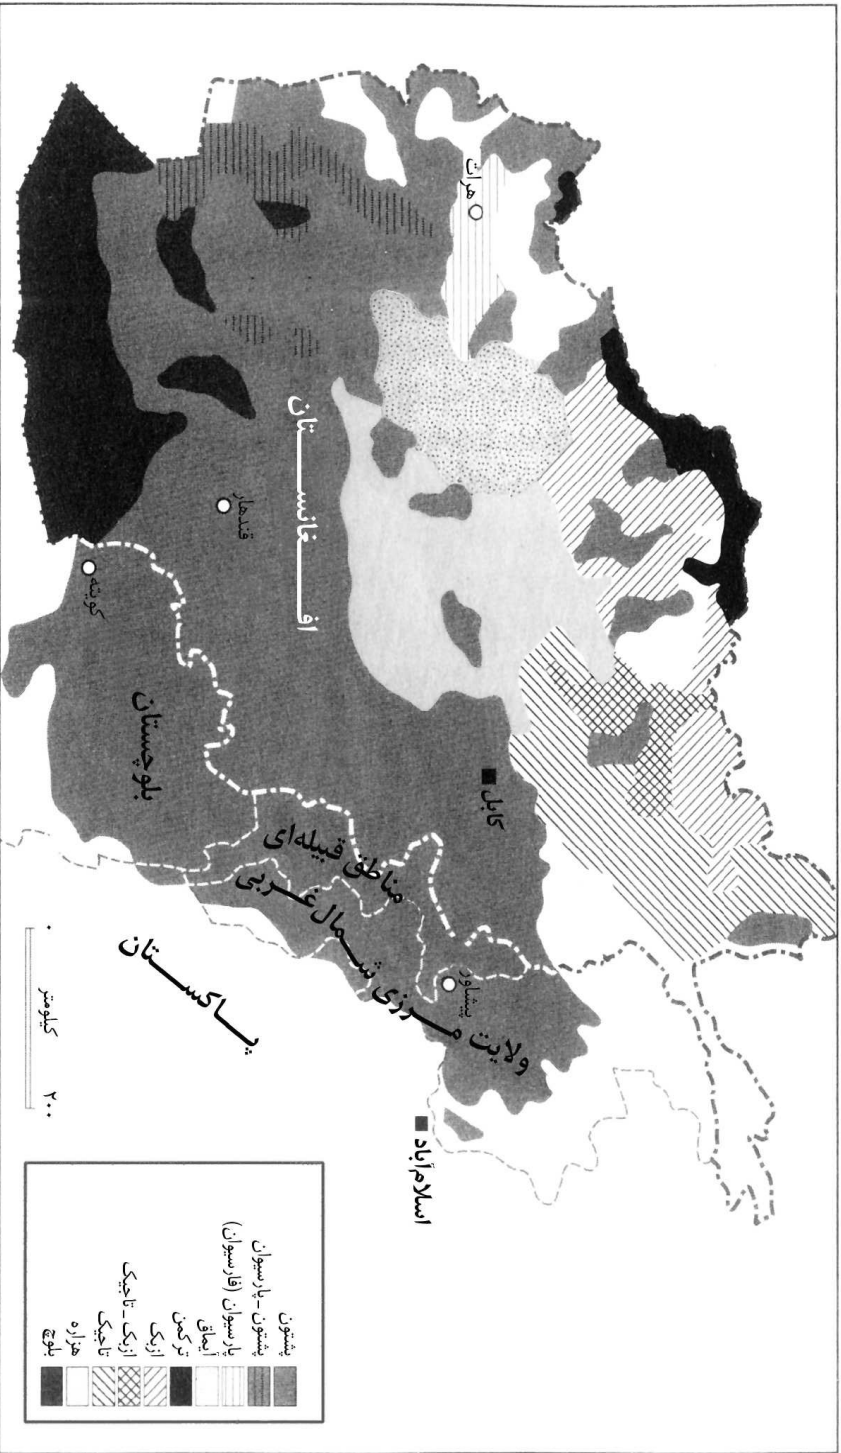 هرات
افغانستان
قندهار
کویته
بلوچستان
کابل
مناطق قبیله‌ای
ولایت مرزی شمال غربی
پیشاور
پاکستان
اسلام‌آباد
۰ کیلومتر ۲۰۰
پشتون
پشتون - پارسیوان
پارسیوان (فارسیوان)
آیماق
ترکمن
ازبک
ازبک - تاجیک
تاجیک
هزاره
بلوچ